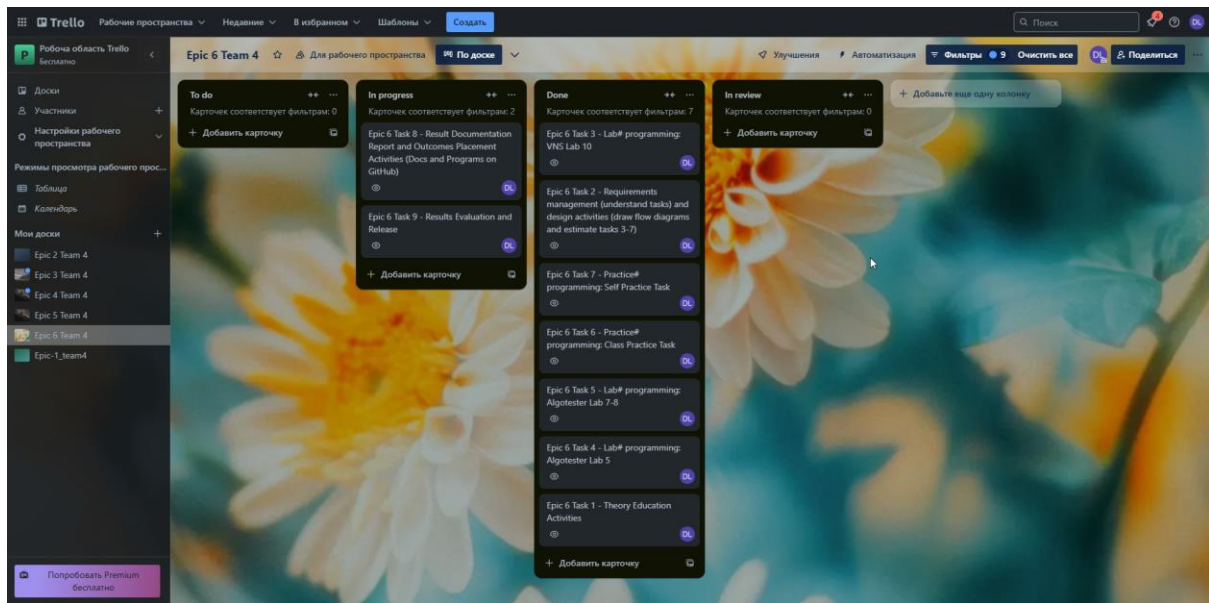 Trello Рабочие пространства Недавние В избранном Шаблоны Создать Поиск 4 DL
P Робоча область Trello
Бесплатно
Доски
Участники
Настройки рабочего
пространства
Режимы просмотра рабочего прос...
Таблица
Календарь
Мои доски
Epic 2 Team 4
Epic 3 Team 4
Epic 4 Team 4
Epic 5 Team 4
Epic 6 Team 4
Epic-1_team4
Попробовать Premium
бесплатно
Epic 6 Team 4 Для рабочего пространства По доске Улучшения Автоматизация Фильтры 9 Очистить все DL Поделиться
To do
Карточек соответствует фильтрам: 0
+ Добавить карточку
In progress
Карточек соответствует фильтрам: 2
Epic 6 Task 8 - Result Documentation
Report and Outcomes Placement
Activities (Docs and Programs on
GitHub)
DL
Epic 6 Task 9 - Results Evaluation and
Release
DL
+ Добавить карточку
Done
Карточек соответствует фильтрам: 7
Epic 6 Task 3 - Lab# programming:
VNS Lab 10
DL
Epic 6 Task 2 - Requirements
management (understand tasks) and
design activities (draw flow diagrams
and estimate tasks 3-7)
DL
Epic 6 Task 7 - Practice#
programming: Self Practice Task
DL
Epic 6 Task 6 - Practice#
programming: Class Practice Task
DL
Epic 6 Task 5 - Lab# programming:
Algotester Lab 7-8
DL
Epic 6 Task 4 - Lab# programming:
Algotester Lab 5
DL
Epic 6 Task 1 - Theory Education
Activities
DL
+ Добавить карточку
In review
Карточек соответствует фильтрам: 0
+ Добавить карточку
+ Добавьте еще одну колонку